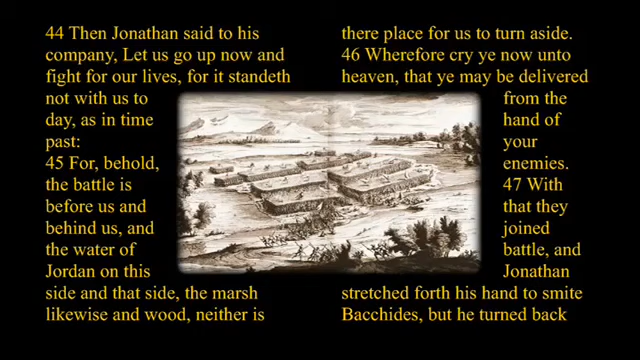 44 Then Jonathan said to his
company, Let us go up now and
fight for our lives, for it standeth
not with us to
day, as in time
past:
45 For, behold,
the battle is
before us and
behind us, and
the water of
Jordan on this
side and that side, the marsh
likewise and wood, neither is
there place for us to turn aside.
46 Wherefore cry ye now unto
heaven, that ye may be delivered
from the
hand of
your
enemies.
47 With
that they
joined
battle, and
Jonathan
stretched forth his hand to smite
Bacchides, but he turned back